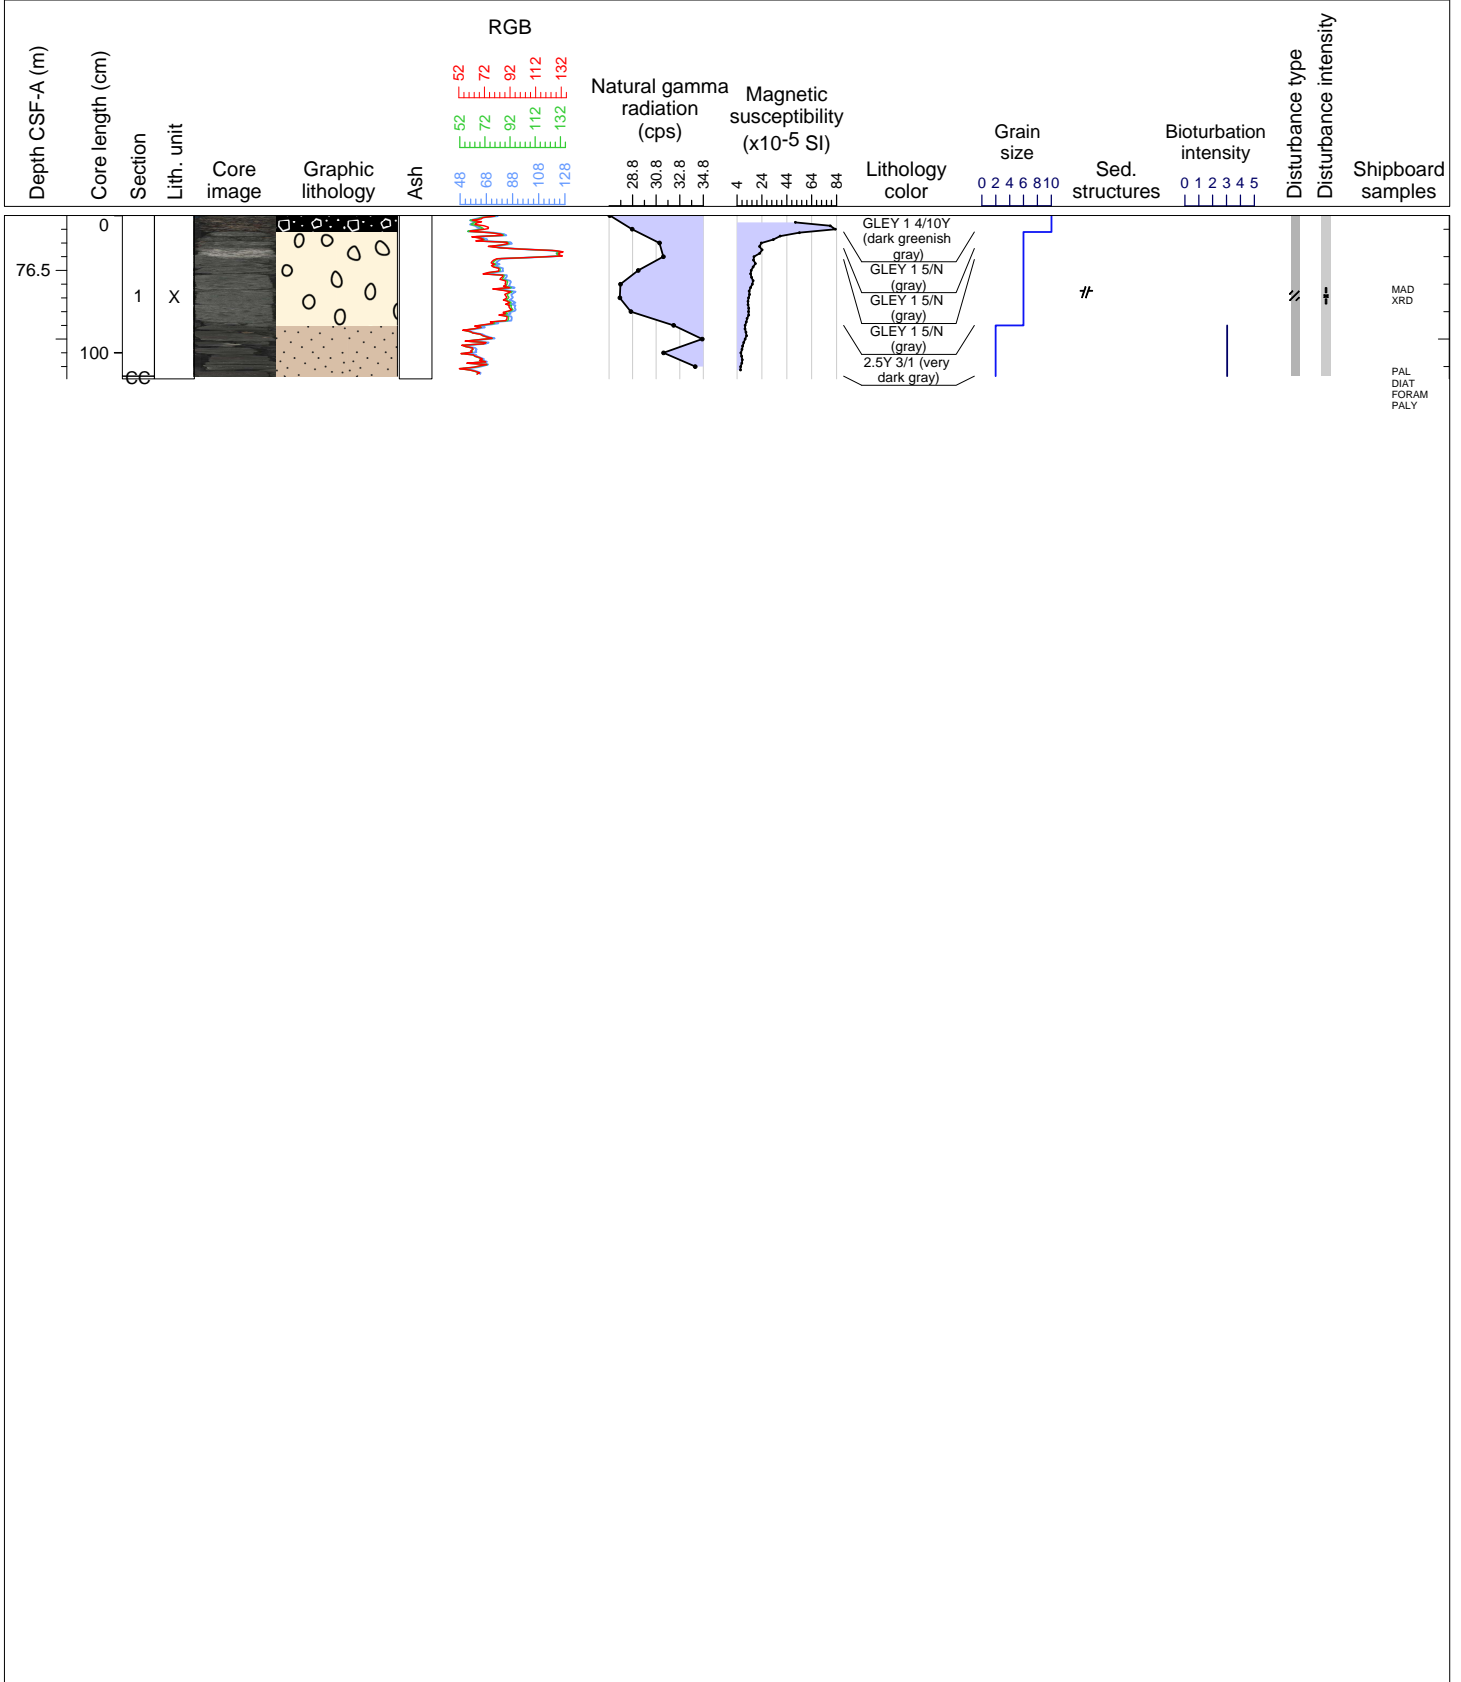 RGB
Depth CSF-A (m)
Core length (cm)
Section
Lith. unit
Core
image
Graphic
lithology
Ash
52 72 92 112 132
52 72 92 112 132
48 68 88 108 128
Natural gamma
radiation
(cps)
28.8 30.8 32.8 34.8
Magnetic
susceptibility
(x10-5 SI)
4 24 44 64 84
Lithology
color
Grain
size
0 2 4 6 8 10
Sed.
structures
Bioturbation
intensity
0 1 2 3 4 5
Disturbance type
Disturbance intensity
Shipboard
samples
0
76.5
100
1
CC
X
GLEY 1 4/10Y
(dark greenish
gray)
GLEY 1 5/N
(gray)
GLEY 1 5/N
(gray)
GLEY 1 5/N
(gray)
2.5Y 3/1 (very
dark gray)
MAD
XRD
PAL
DIAT
FORAM
PALY